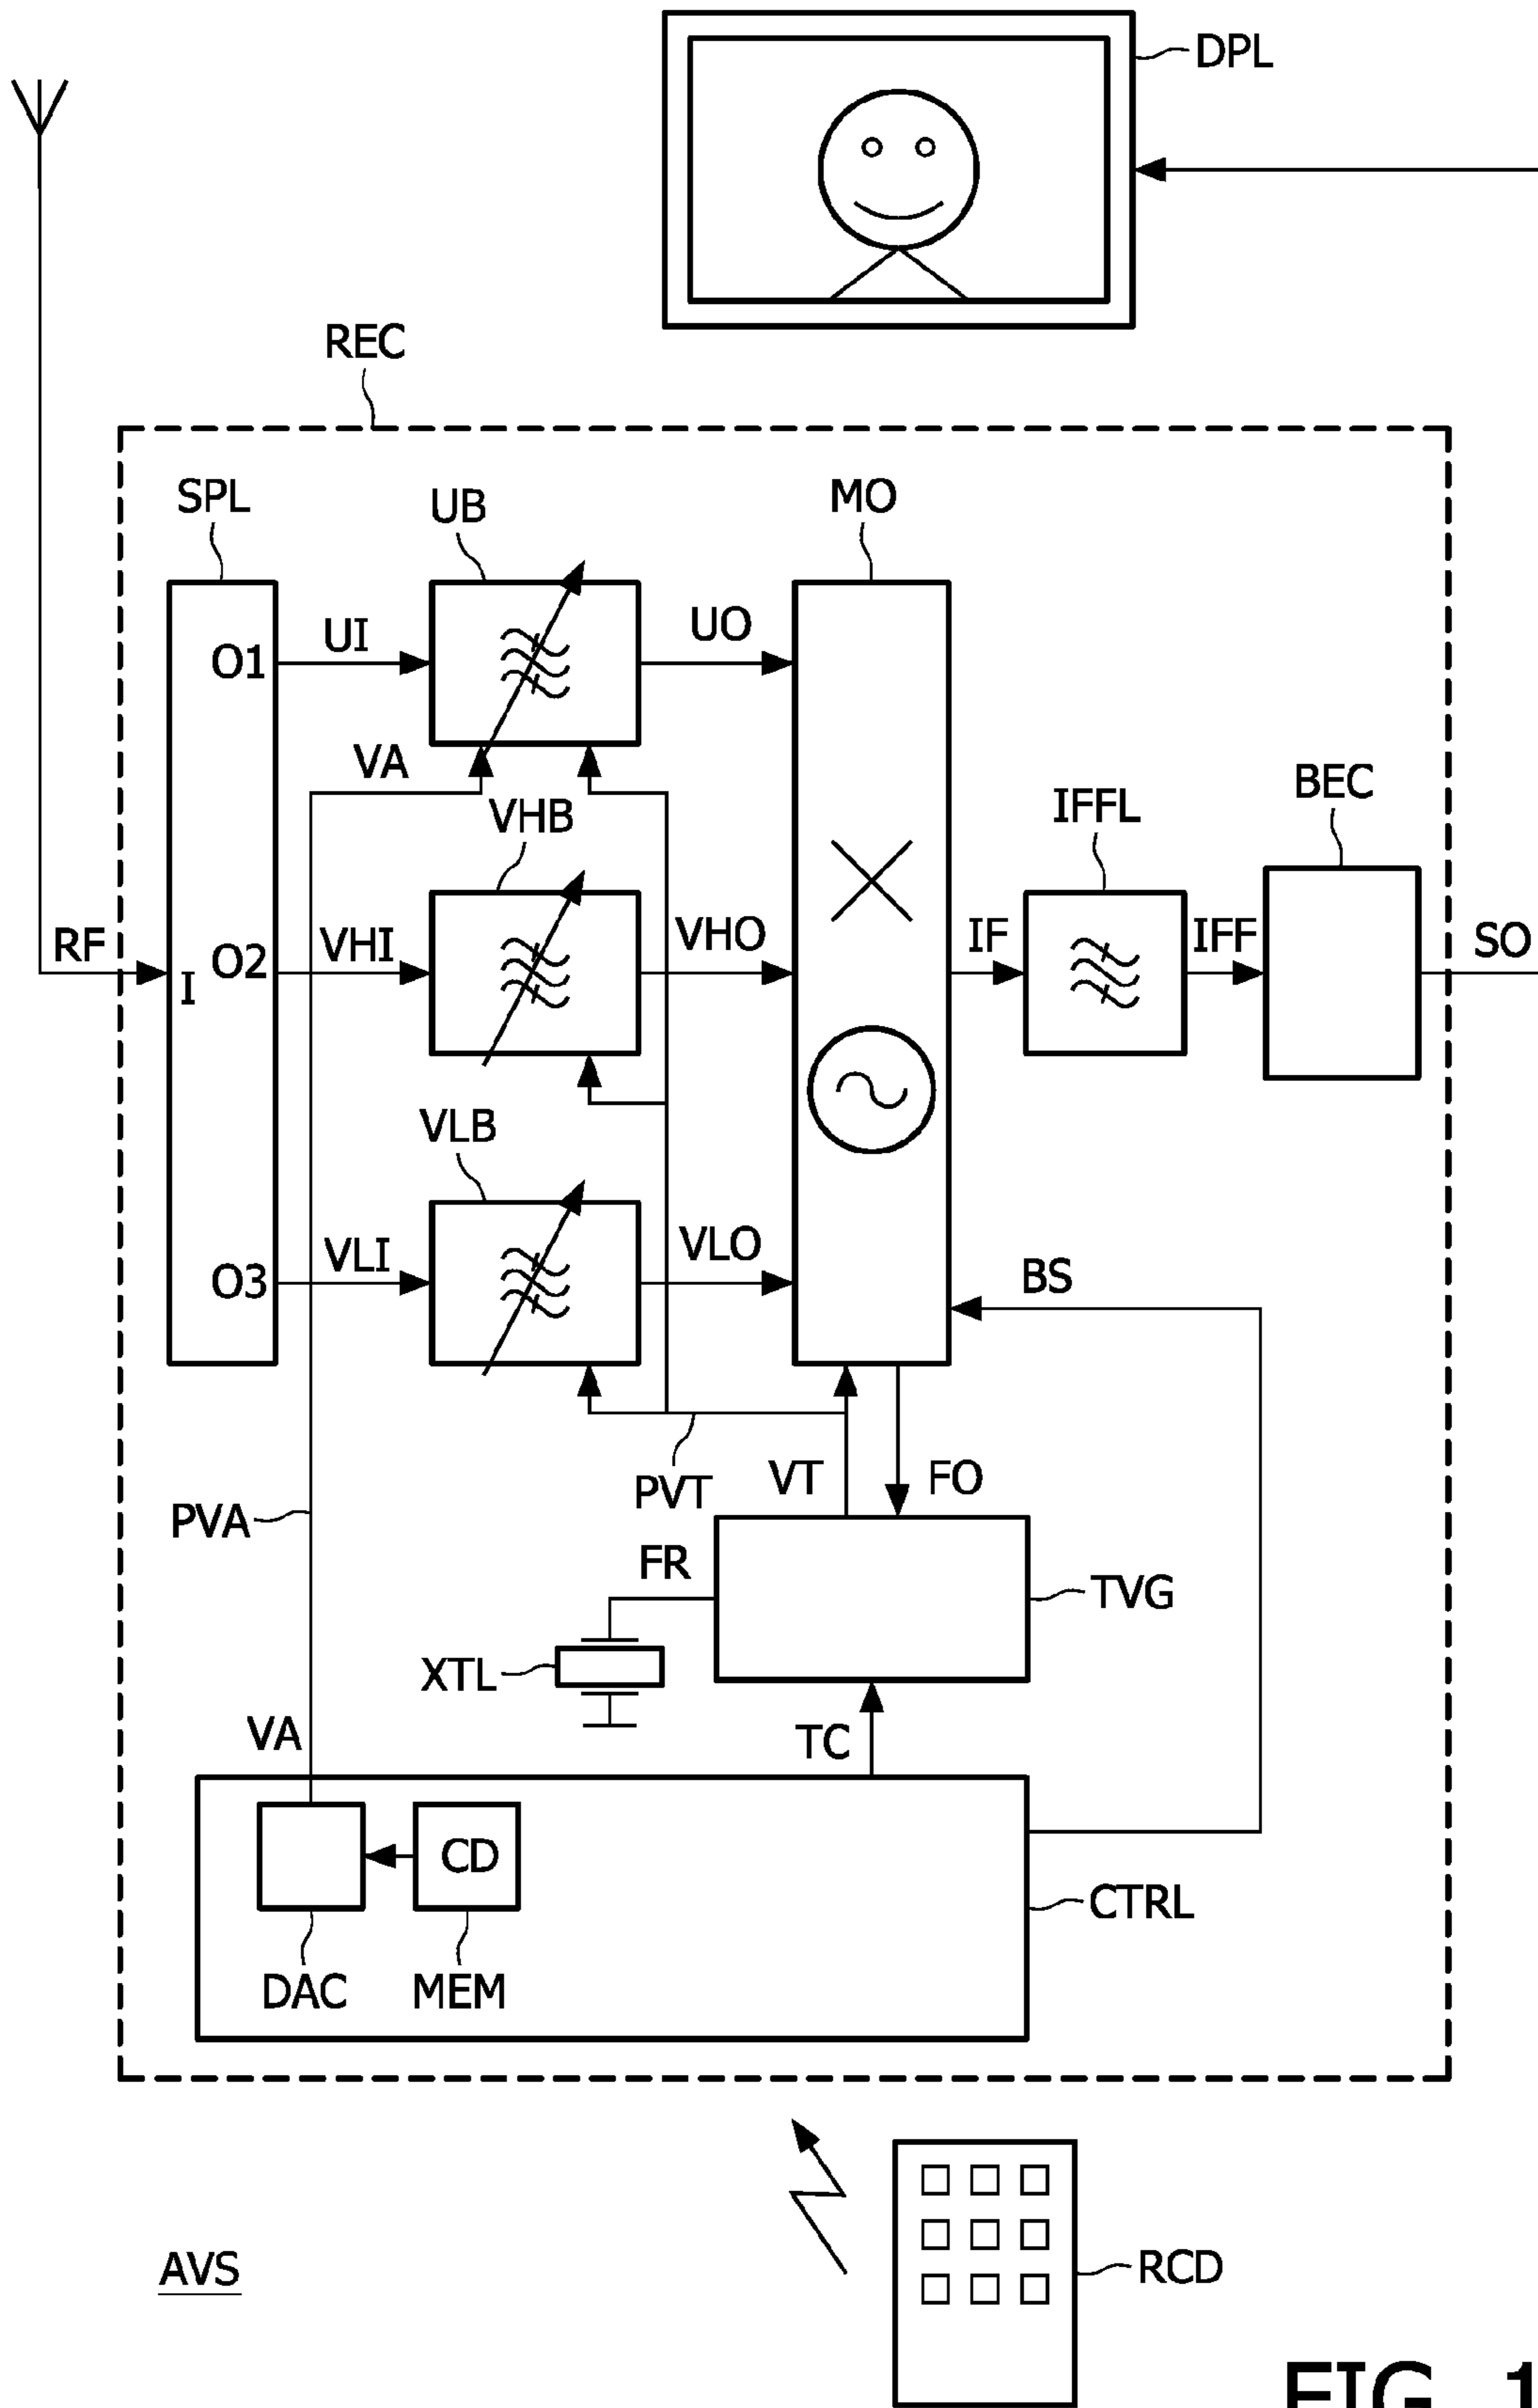 DPL
REC
SPL
UB
MO
O1
UI
UO
VA
VHB
IFFL
BEC
RF
I
O2
VHI
VHO
IF
IFF
SO
VLB
O3
VLI
VLO
BS
PVT
VT
FO
PVA
FR
TVG
XTL
VA
TC
CD
CTRL
DAC
MEM
AVS
RCD
FIG. 1